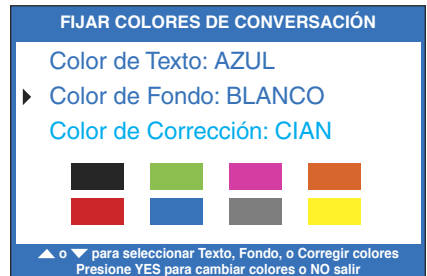 FIJAR COLORES DE CONVERSACIÓN
Color de Texto: AZUL
Color de Fondo: BLANCO
Color de Corrección: CIAN
▲ o ▼ para seleccionar Texto, Fondo, o Corregir colores
Presione YES para cambiar colores o NO salir